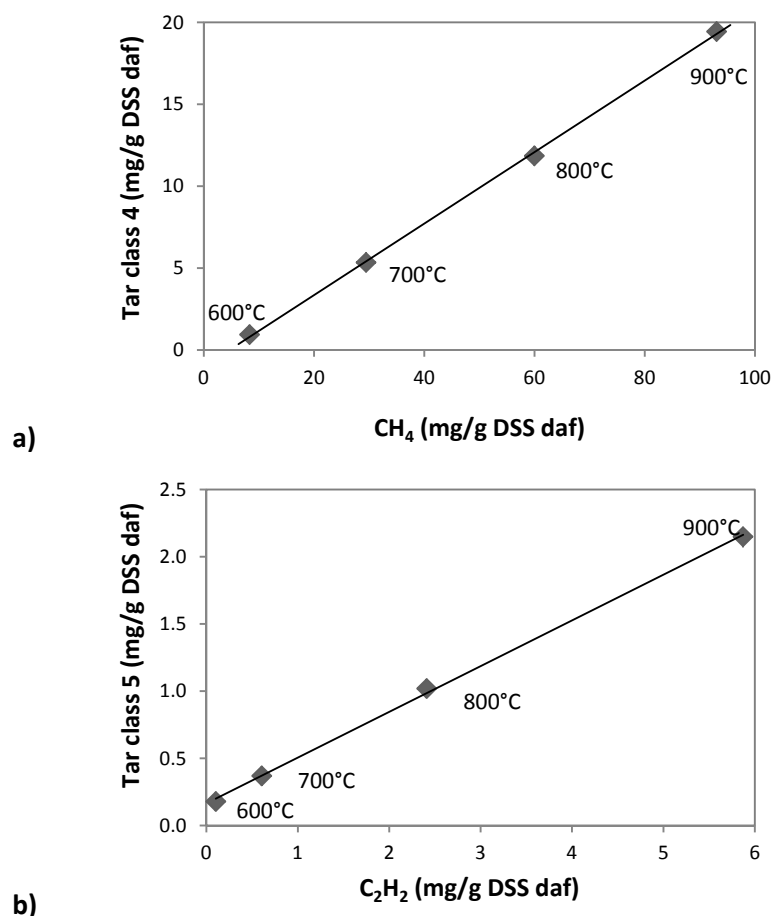 20
15
10
5
0
Tar class 4 (mg/g DSS daf)
600°C
700°C
800°C
900°C
0 20 40 60 80 100
CH₄ (mg/g DSS daf)
a)
2.5
2.0
1.5
1.0
0.5
0.0
Tar class 5 (mg/g DSS daf)
900°C
800°C
700°C
600°C
0 1 2 3 4 5 6
C₂H₂ (mg/g DSS daf)
b)